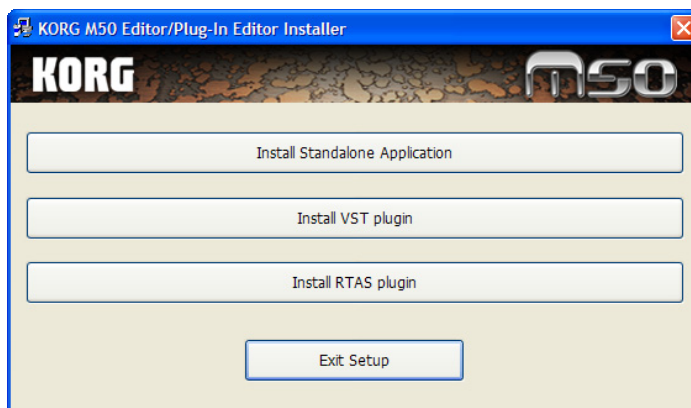 KORG M50 Editor/Plug-In Editor Installer
KORG M50
Install Standalone Application
Install VST plugin
Install RTAS plugin
Exit Setup